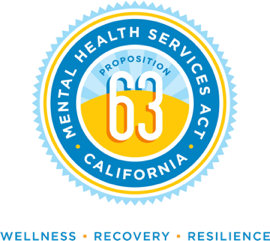 MENTAL HEALTH SERVICES ACT
PROPOSITION
63
• CALIFORNIA •
WELLNESS • RECOVERY • RESILIENCE